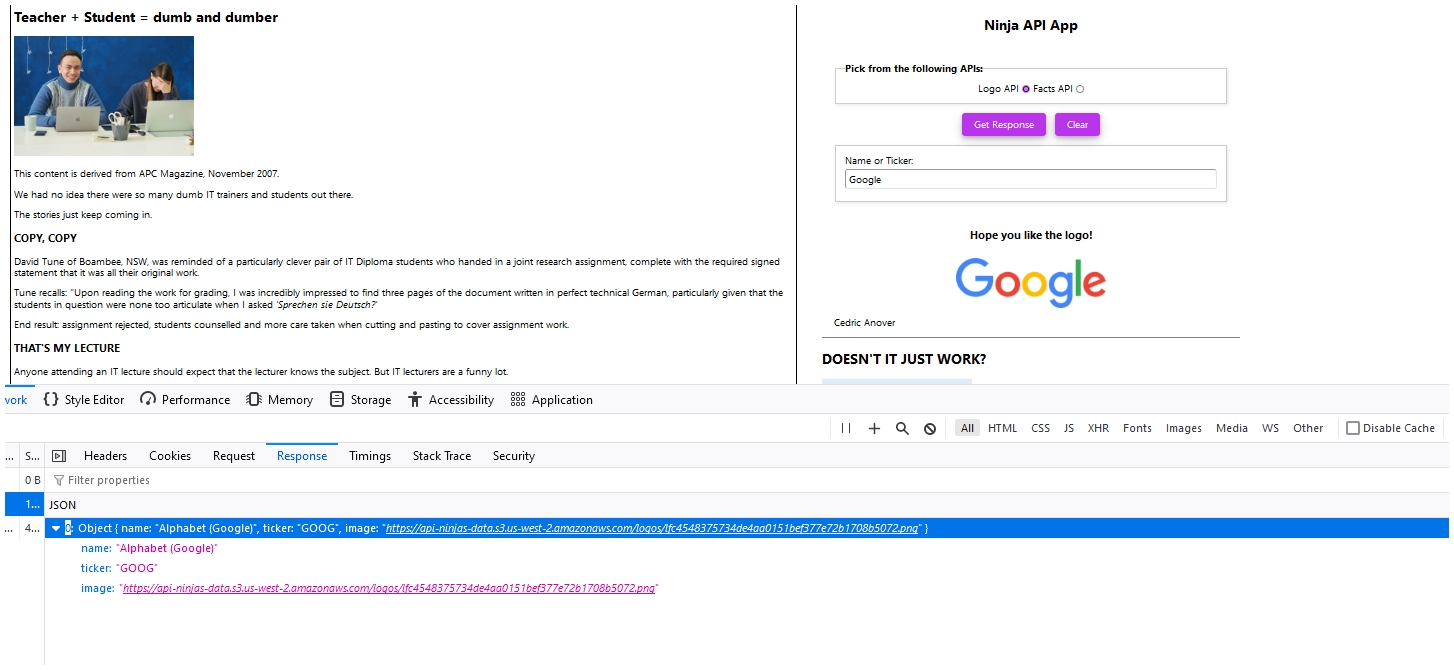 Teacher + Student = dumb and dumber
This content is derived from APC Magazine, November 2007.
We had no idea there were so many dumb IT trainers and students out there.
The stories just keep coming in.
COPY, COPY
David Tune of Boambee, NSW, was reminded of a particularly clever pair of IT Diploma students who handed in a joint research assignment, complete with the required signed
statement that it was all their original work.
Tune recalls: "Upon reading the work for grading, I was incredibly impressed to find three pages of the document written in perfect technical German, particularly given that the
students in question were none too articulate when I asked 'Sprechen sie Deutsch?'
End result: assignment rejected, students counselled and more care taken when cutting and pasting to cover assignment work.
THAT'S MY LECTURE
Anyone attending an IT lecture should expect that the lecturer knows the subject. But IT lecturers are a funny lot.
Ninja API App
Pick from the following APIs:
Logo API Facts API
Get Response Clear
Name or Ticker:
Google
Hope you like the logo!
Google
Cedric Anover
DOESN'T IT JUST WORK?
work {} Style Editor Performance Memory Storage Accessibility Application
All HTML CSS JS XHR Fonts Images Media WS Other Disable Cache
... S... Headers Cookies Request Response Timings Stack Trace Security
0 B Filter properties
1... JSON
... 4... 0: Object { name: "Alphabet (Google)", ticker: "GOOG", image: "https://api-ninjas-data.s3.us-west-2.amazonaws.com/logos/lfc4548375734de4aa0151bef377e72b1708b5072.png" }
name: "Alphabet (Google)"
ticker: "GOOG"
image: "https://api-ninjas-data.s3.us-west-2.amazonaws.com/logos/lfc4548375734de4aa0151bef377e72b1708b5072.png"